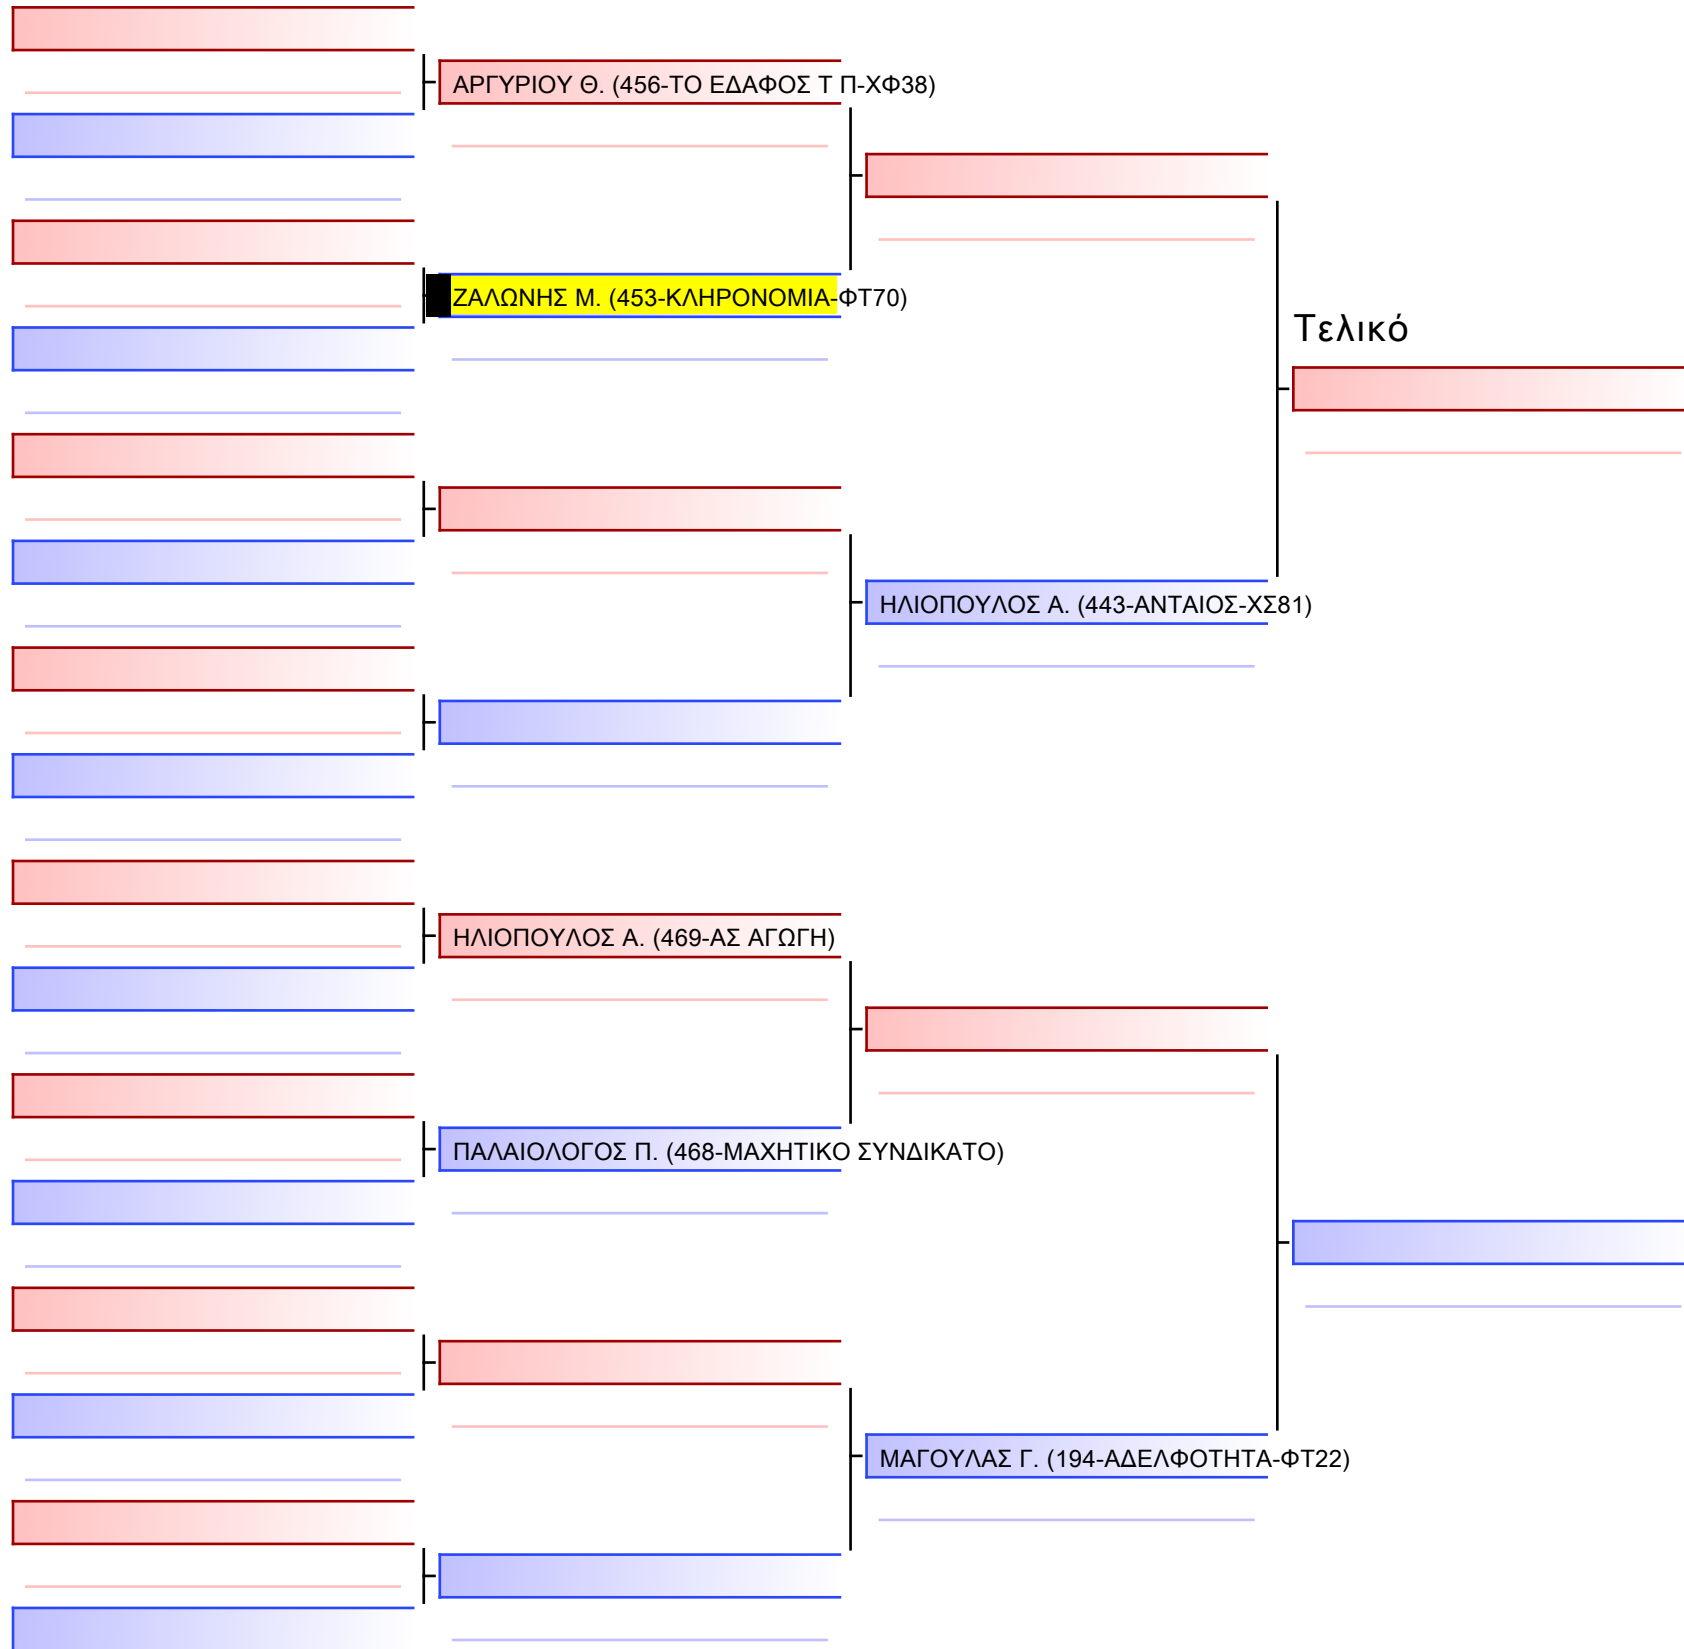 ΑΡΓΥΡΙΟΥ Θ. (456-ΤΟ ΕΔΑΦΟΣ Τ Π-ΧΦ38)
ΖΑΛΩΝΗΣ Μ. (453-ΚΛΗΡΟΝΟΜΙΑ-ΦΤ70)
Τελικό
ΗΛΙΟΠΟΥΛΟΣ Α. (443-ΑΝΤΑΙΟΣ-ΧΣ81)
ΗΛΙΟΠΟΥΛΟΣ Α. (469-ΑΣ ΑΓΩΓΗ)
ΠΑΛΑΙΟΛΟΓΟΣ Π. (468-ΜΑΧΗΤΙΚΟ ΣΥΝΔΙΚΑΤΟ)
ΜΑΓΟΥΛΑΣ Γ. (194-ΑΔΕΛΦΟΤΗΤΑ-ΦΤ22)